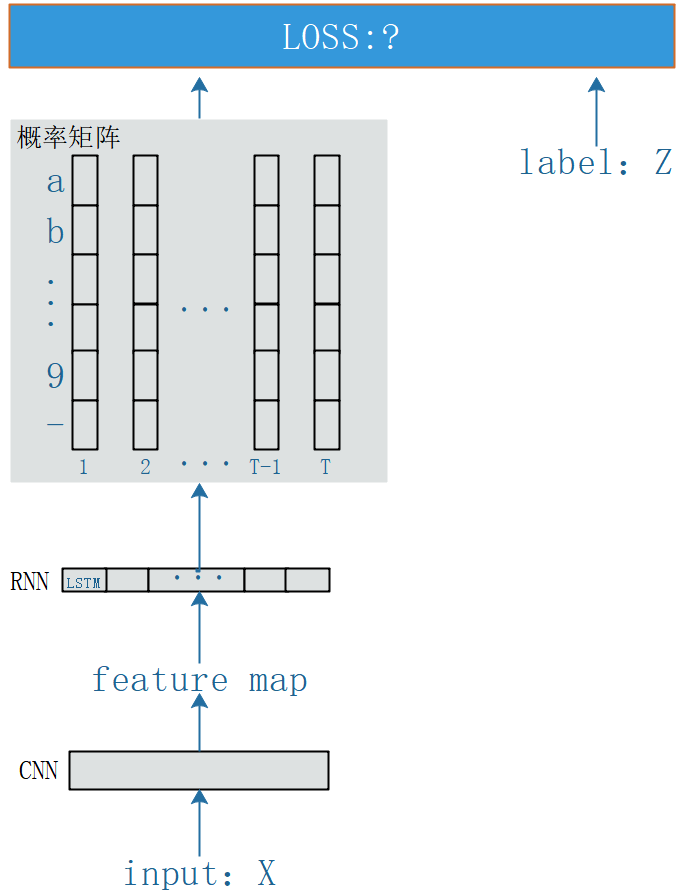 LOSS:?
label: Z
概率矩阵
a
b
...
9
-
...
1 2 ... T-1 T
RNN LSTM ...
feature map
CNN
input: X